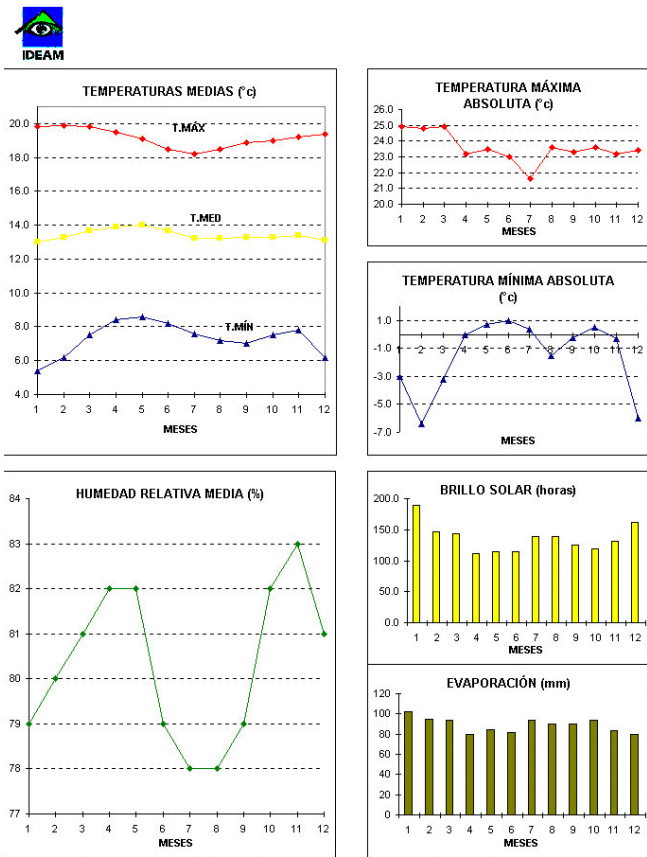 IDEAM
TEMPERATURAS MEDIAS (°c)
20.0
18.0
16.0
14.0
12.0
10.0
8.0
6.0
4.0
T.MÁX
T.MED
T.MÍN
1 2 3 4 5 6 7 8 9 10 11 12
MESES
TEMPERATURA MÁXIMA
ABSOLUTA (°c)
26.0
25.0
24.0
23.0
22.0
21.0
20.0
1 2 3 4 5 6 7 8 9 10 11 12
MESES
TEMPERATURA MÍNIMA ABSOLUTA
(°c)
1.0
-1.0
-3.0
-5.0
-7.0
1 2 3 4 5 6 7 8 9 10 11 12
MESES
HUMEDAD RELATIVA MEDIA (%)
84
83
82
81
80
79
78
77
1 2 3 4 5 6 7 8 9 10 11 12
MESES
BRILLO SOLAR (horas)
200.0
150.0
100.0
50.0
0.0
1 2 3 4 5 6 7 8 9 10 11 12
MESES
EVAPORACIÓN (mm)
120
100
80
60
40
20
0
1 2 3 4 5 6 7 8 9 10 11 12
MESES